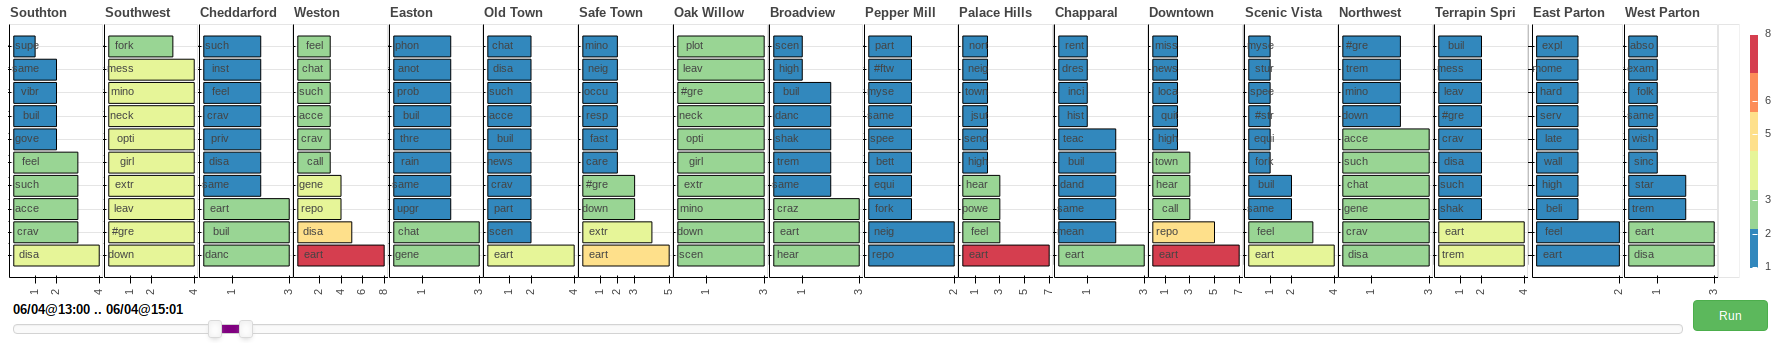 Southton Southwest Cheddarford Weston Easton Old Town Safe Town Oak Willow Broadview Pepper Mill Palace Hills Chapparal Downtown Scenic Vista Northwest Terrapin Spri East Parton West Parton
supe fork such feel phon chat mino plot scen part nort rent miss myse #gre buil expl abso 8
same mess inst chat anot disa neig leav high #ftw neig dres news stur trem mess home exam
vibr mino feel such prob such occu #gre buil myse town inci loca spee mino leav hard folk 6
buil neck crav acce buil acce resp neck danc same jsut hist quit #str down #gre serv same
gove opti priv crav thre buil fast opti shak spee send teac high equi acce crav late wish 5
feel girl disa call rain news care girl trem bett high buil town fork such disa wall sinc
such extr same gene same crav #gre extr same equi hear dand hear buil chat such high star
acce leav eart repo upgr part down mino craz fork powe same call same gene shak beli trem 3
crav #gre buil disa chat scen extr down eart neig feel mean repo feel crav eart feel eart 2
disa down danc eart gene eart eart scen hear repo eart chat eart eart disa trem eart disa 1
1 2 4 1 2 4 1 3 2 4 6 8 1 3 1 2 4 1 2 3 5 1 3 1 3 2 1 3 5 7 1 3 1 3 5 7 1 2 4 1 3 1 2 4 2 1 3
06/04@13:00 .. 06/04@15:01
Run